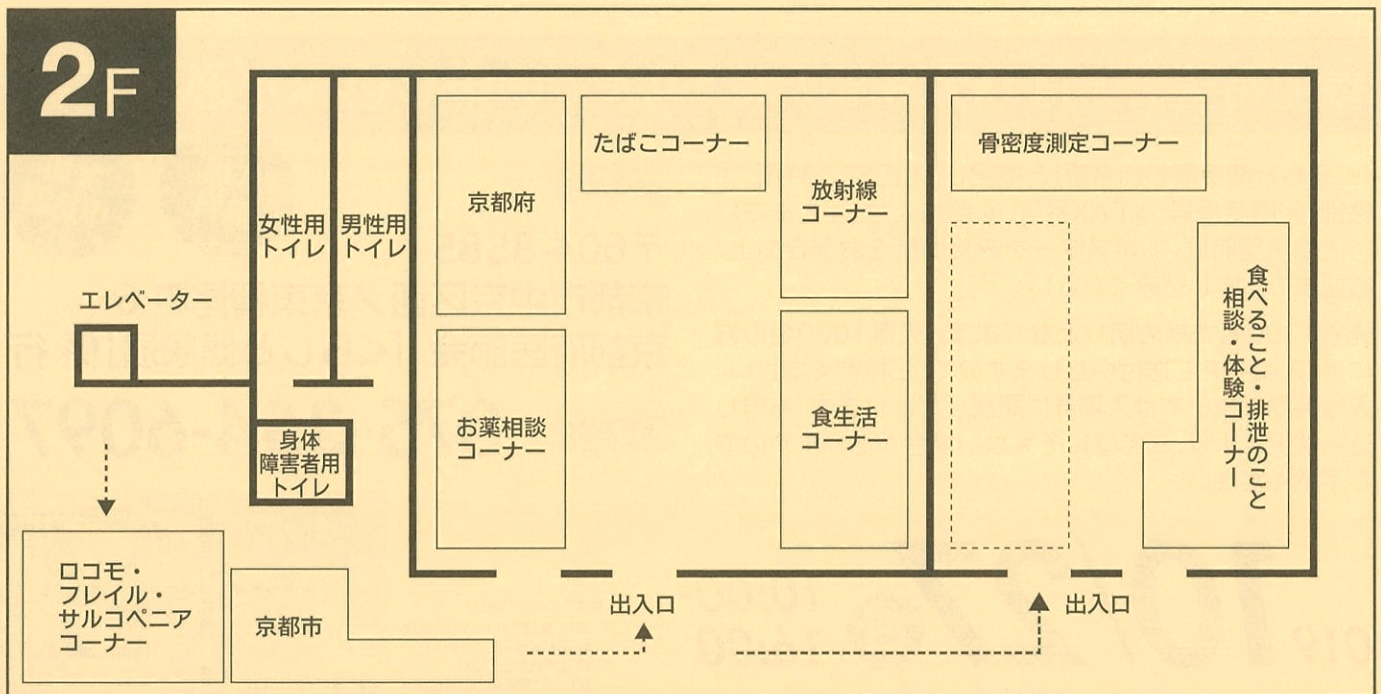 2F
女性用
トイレ
男性用
トイレ
京都府
たばこコーナー
放射線
コーナー
骨密度測定コーナー
エレベーター
身体
障害者用
トイレ
お薬相談
コーナー
食生活
コーナー
食べること・排泄のこと
相談・体験コーナー
ロコモ・
フレイル・
サルコペニア
コーナー
京都市
出入口
出入口